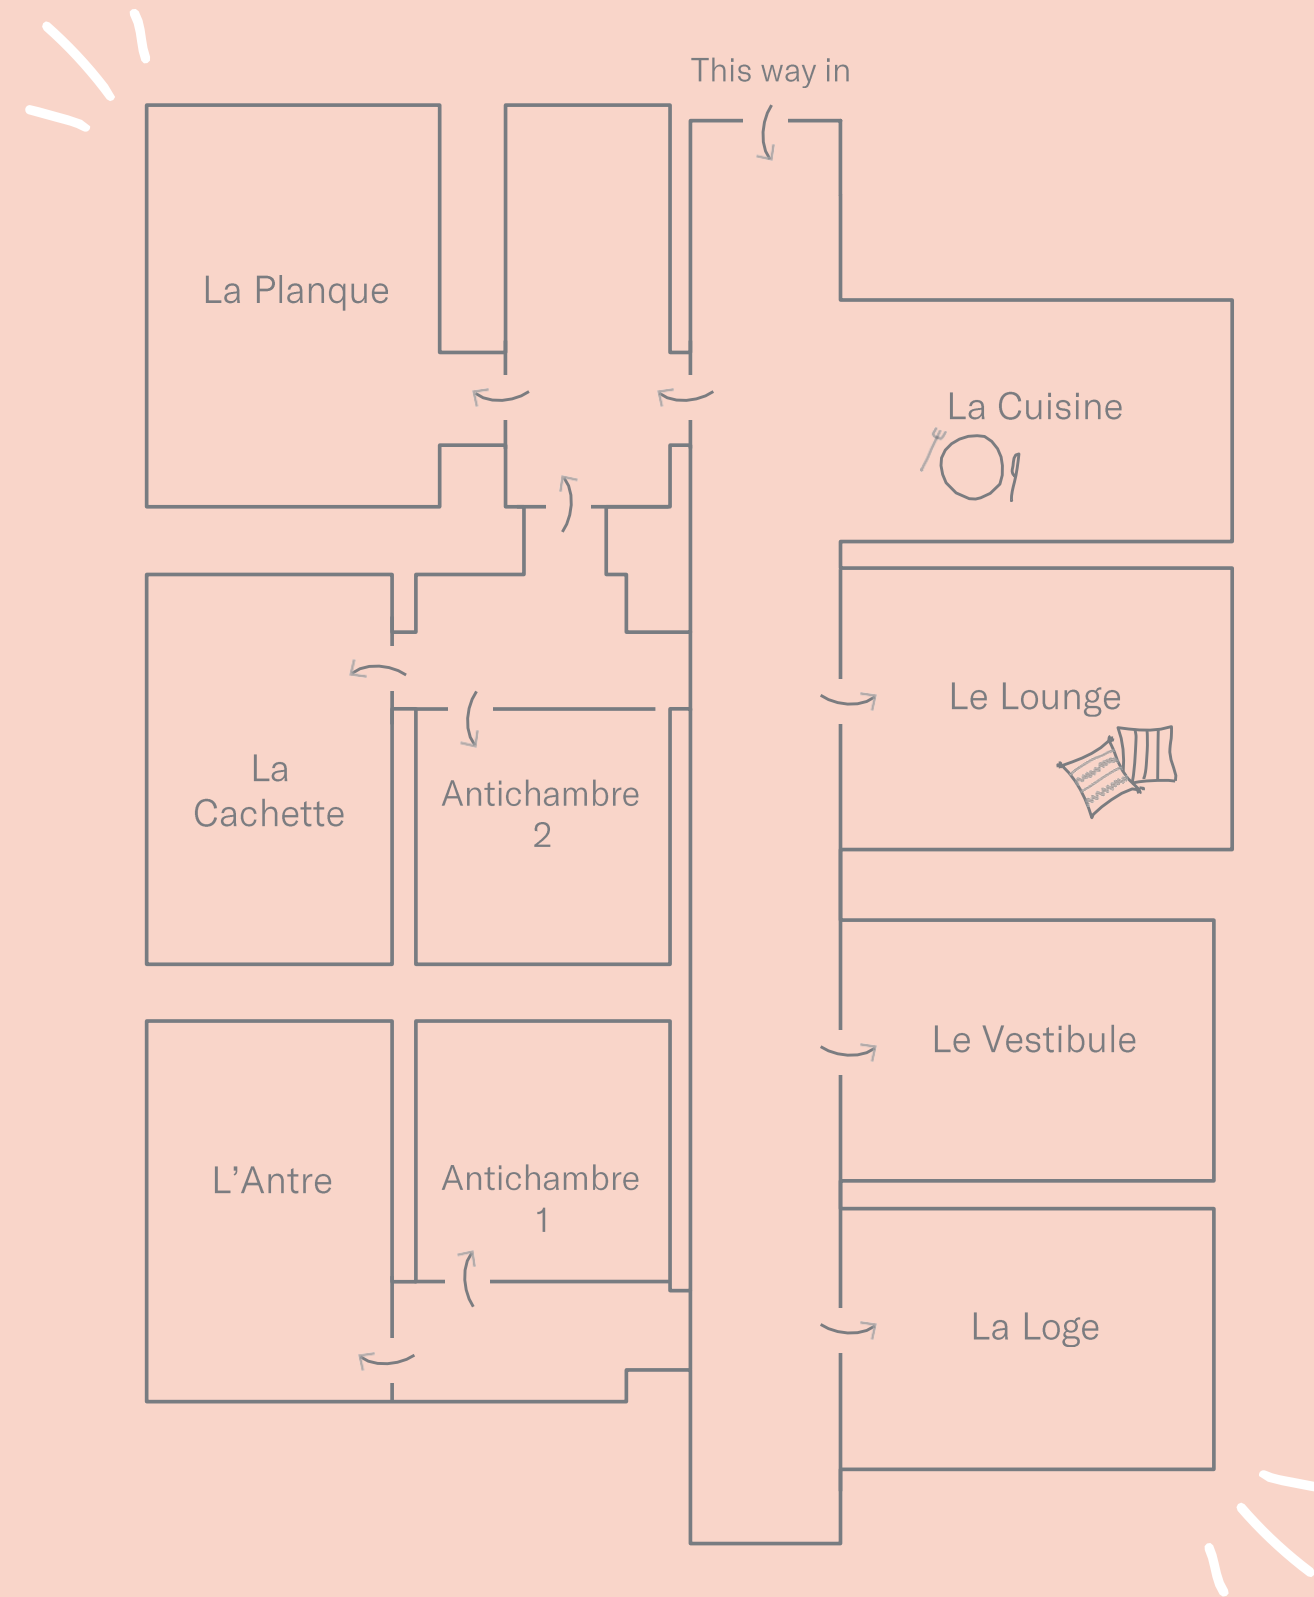 This way in
La Planque
La Cuisine
Le Lounge
La
Cachette
Antichambre
2
Le Vestibule
L’Antre
Antichambre
1
La Loge